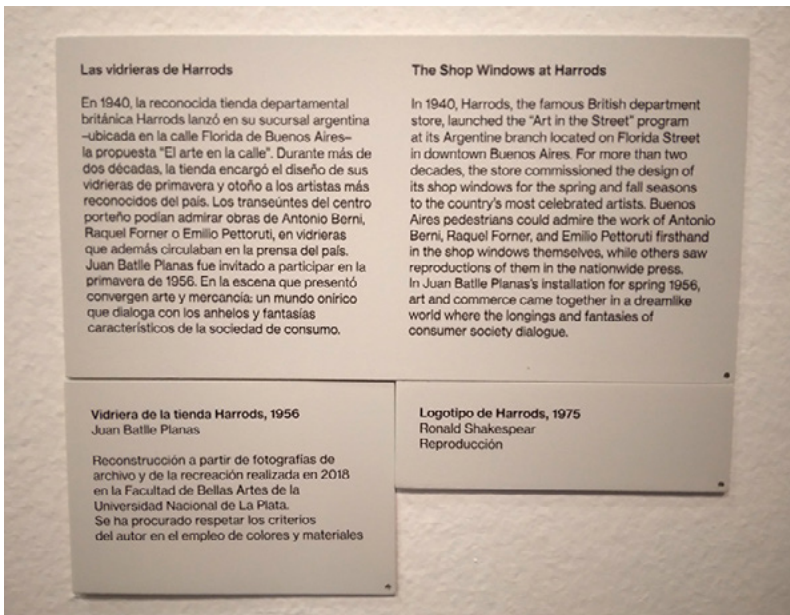 Las vidrieras de Harrods
En 1940, la reconocida tienda departamental
británica Harrods lanzó en su sucursal argentina
–ubicada en la calle Florida de Buenos Aires–
la propuesta "El arte en la calle". Durante más de
dos décadas, la tienda encargó el diseño de sus
vidrieras de primavera y otoño a los artistas más
reconocidos del país. Los transeúntes del centro
porteño podían admirar obras de Antonio Berni,
Raquel Forner o Emilio Pettoruti, en vidrieras
que además circulaban en la prensa del país.
Juan Batlle Planas fue invitado a participar en la
primavera de 1956. En la escena que presentó
convergen arte y mercancía: un mundo onírico
que dialoga con los anhelos y fantasías
característicos de la sociedad de consumo.
The Shop Windows at Harrods
In 1940, Harrods, the famous British department
store, launched the "Art in the Street" program
at its Argentine branch located on Florida Street
in downtown Buenos Aires. For more than two
decades, the store commissioned the design of
its shop windows for the spring and fall seasons
to the country's most celebrated artists. Buenos
Aires pedestrians could admire the work of Antonio
Berni, Raquel Forner, and Emilio Pettoruti firsthand
in the shop windows themselves, while others saw
reproductions of them in the nationwide press.
In Juan Batlle Planas's installation for spring 1956,
art and commerce came together in a dreamlike
world where the longings and fantasies of
consumer society dialogue.
Vidriera de la tienda Harrods, 1956
Juan Batlle Planas
Reconstrucción a partir de fotografías de
archivo y de la recreación realizada en 2018
en la Facultad de Bellas Artes de la
Universidad Nacional de La Plata.
Se ha procurado respetar los criterios
del autor en el empleo de colores y materiales
Logotipo de Harrods, 1975
Ronald Shakespear
Reproducción